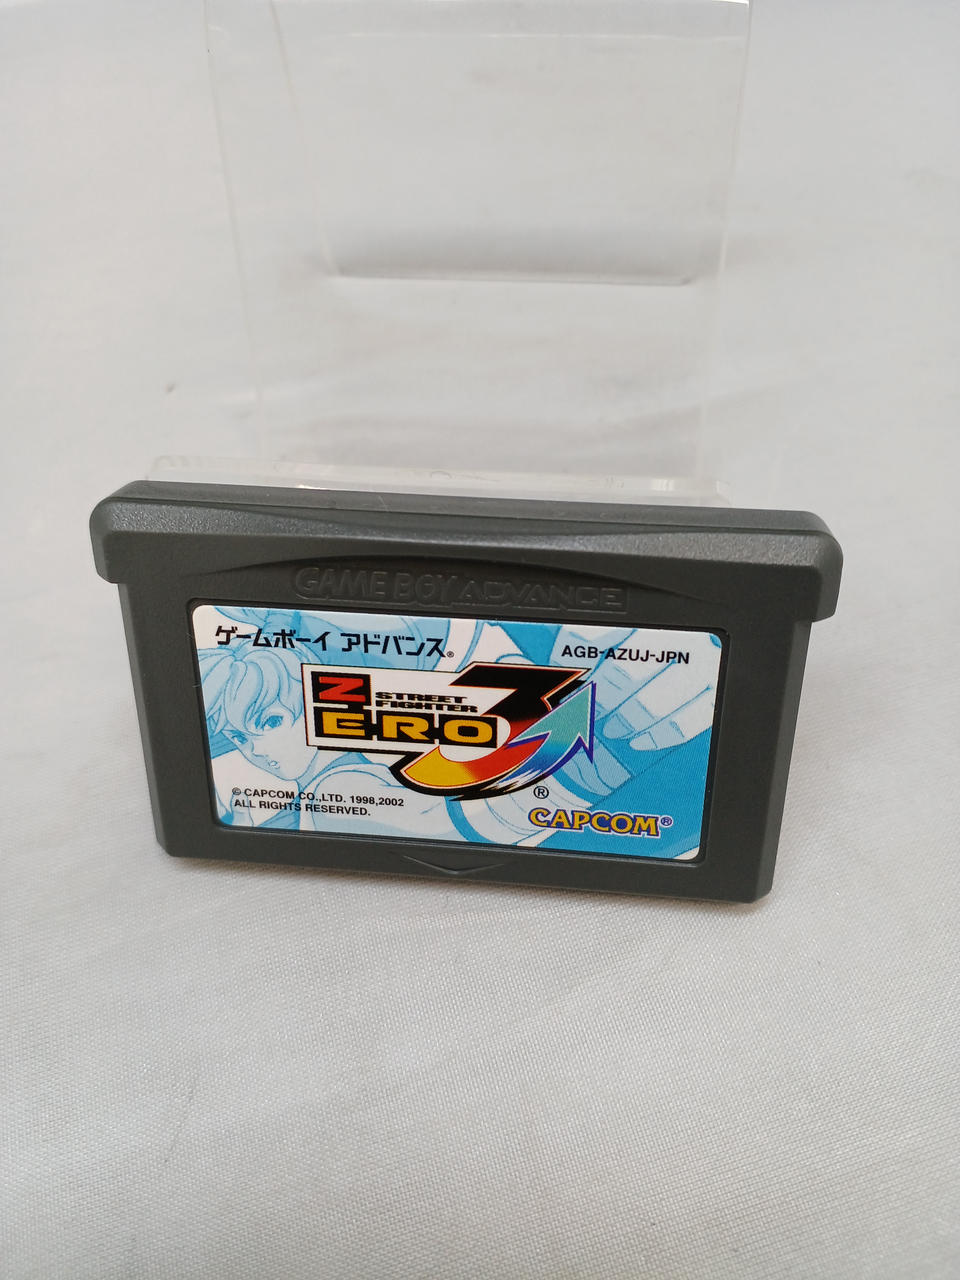 GAME BOY ADVANCE
ゲームボーイ アドバンス®
AGB-AZUJ-JPN
STREET
FIGHTER
ZERO 3
®
© CAPCOM CO.,LTD. 1998,2002
ALL RIGHTS RESERVED.
CAPCOM®